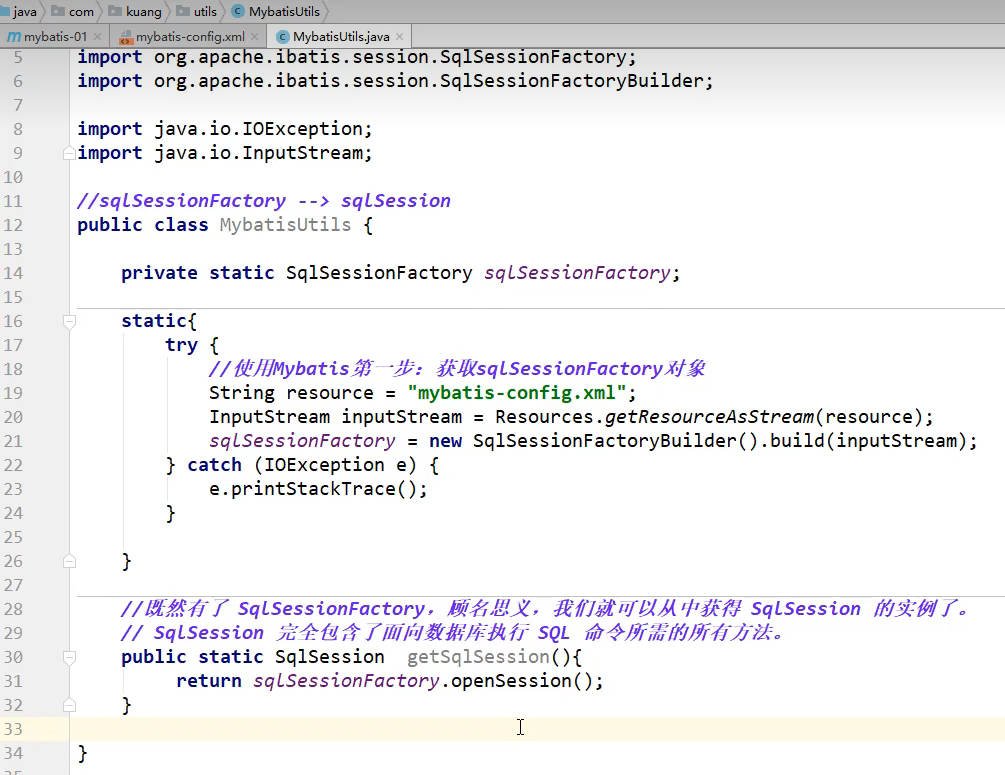 java com kuang utils MybatisUtils
mybatis-01 mybatis-config.xml MybatisUtils.java
5 import org.apache.ibatis.session.SqlSessionFactory;
6 import org.apache.ibatis.session.SqlSessionFactoryBuilder;
7
8 import java.io.IOException;
9 import java.io.InputStream;
10
11 //sqlSessionFactory --> sqlSession
12 public class MybatisUtils {
13
14 private static SqlSessionFactory sqlSessionFactory;
15
16 static{
17 try {
18 //使用Mybatis第一步：获取sqlSessionFactory对象
19 String resource = "mybatis-config.xml";
20 InputStream inputStream = Resources.getResourceAsStream(resource);
21 sqlSessionFactory = new SqlSessionFactoryBuilder().build(inputStream);
22 } catch (IOException e) {
23 e.printStackTrace();
24 }
25
26 }
27
28 //既然有了 SqlSessionFactory，顾名思义，我们就可以从中获得 SqlSession 的实例了。
29 // SqlSession 完全包含了面向数据库执行 SQL 命令所需的所有方法。
30 public static SqlSession getSqlSession(){
31 return sqlSessionFactory.openSession();
32 }
33
34 }